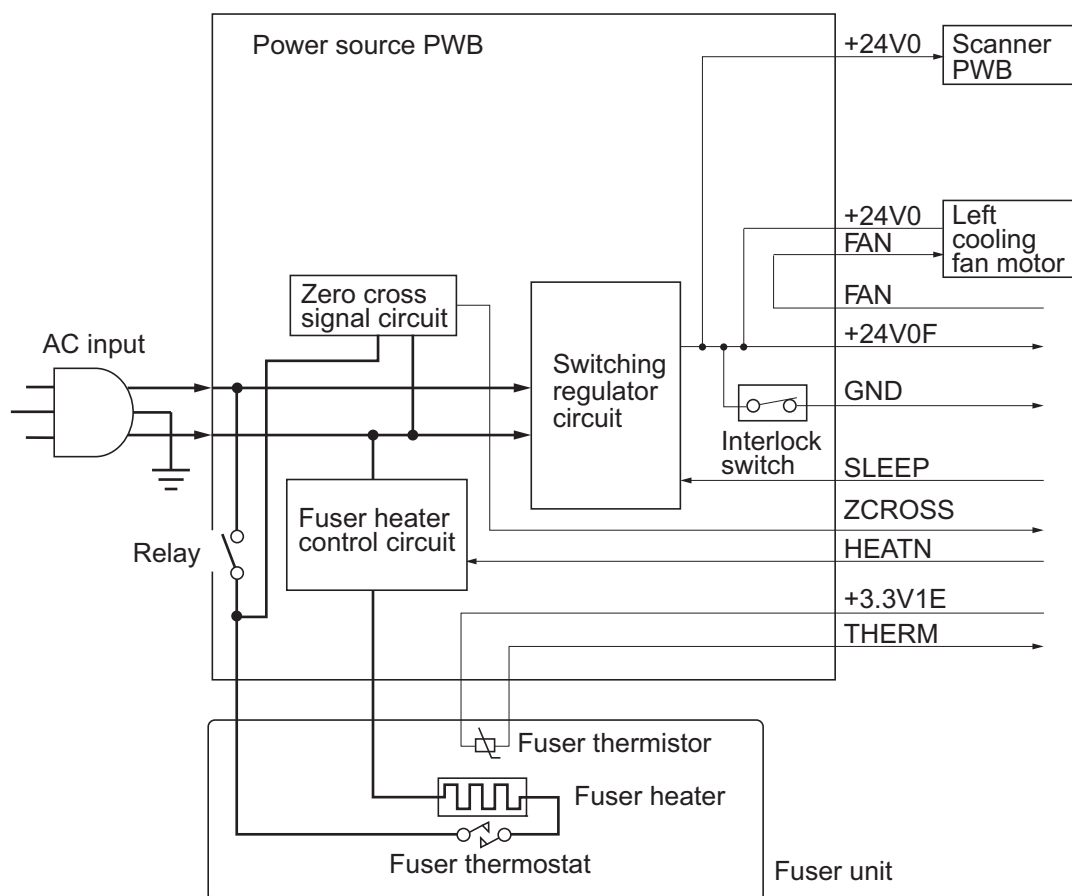 Power source PWB
+24V0
Scanner
PWB
+24V0
FAN
Left
cooling
fan motor
FAN
+24V0F
Zero cross
signal circuit
AC input
Switching
regulator
circuit
GND
Interlock
switch
SLEEP
ZCROSS
HEATN
Fuser heater
control circuit
Relay
+3.3V1E
THERM
Fuser thermistor
Fuser heater
Fuser thermostat
Fuser unit